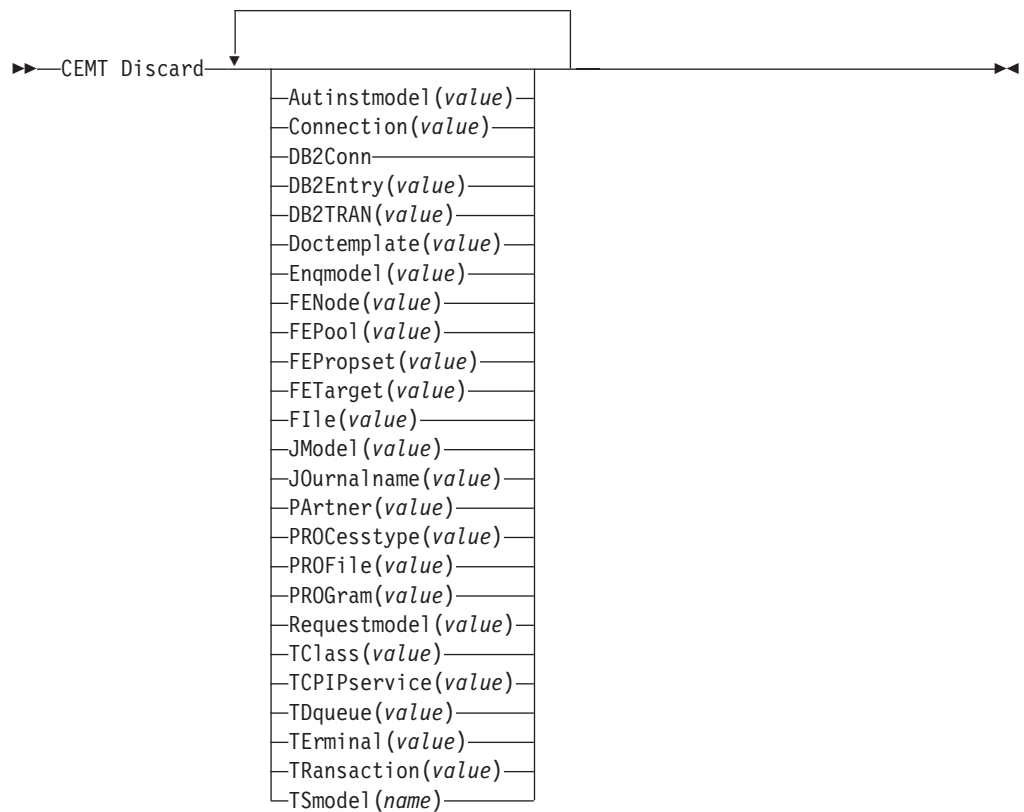 CEMT Discard
Autinstmodel(value)
Connection(value)
DB2Conn
DB2Entry(value)
DB2TRAN(value)
Doctemplate(value)
Enqmodel(value)
FENode(value)
FEPool(value)
FEPropset(value)
FETarget(value)
FIle(value)
JModel(value)
JOurnalname(value)
PArtner(value)
PROCesstype(value)
PROFile(value)
PROGram(value)
Requestmodel(value)
TClass(value)
TCPIPservice(value)
TDqueue(value)
TErminal(value)
TRansaction(value)
TSmodel(name)